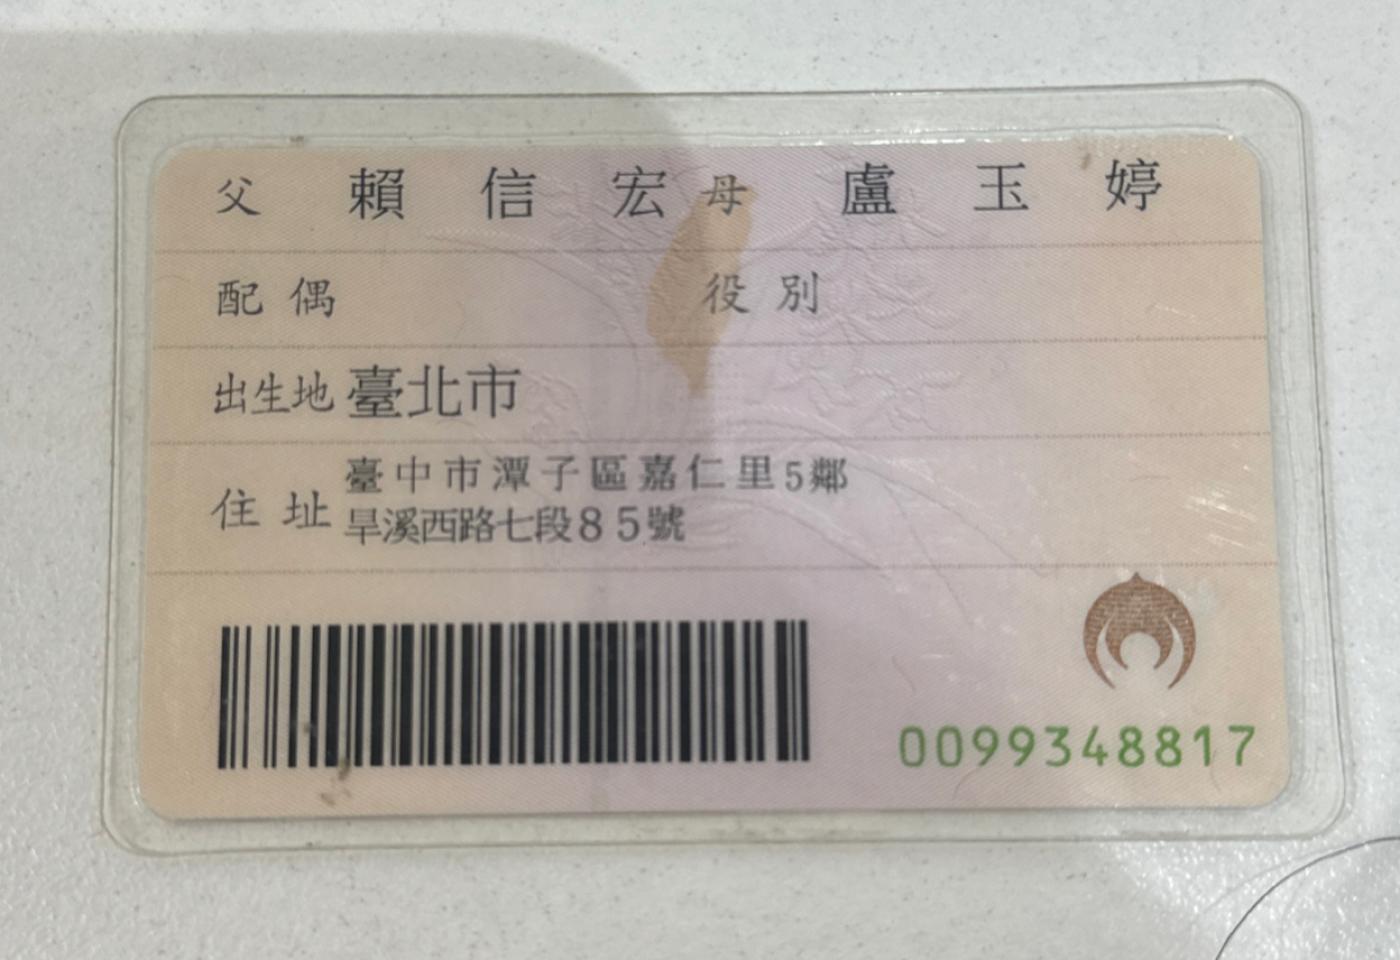 父 賴信宏 母 盧玉婷
配偶 役別
出生地 臺北市
住址 臺中市潭子區嘉仁里5鄰
旱溪西路七段85號
0099348817